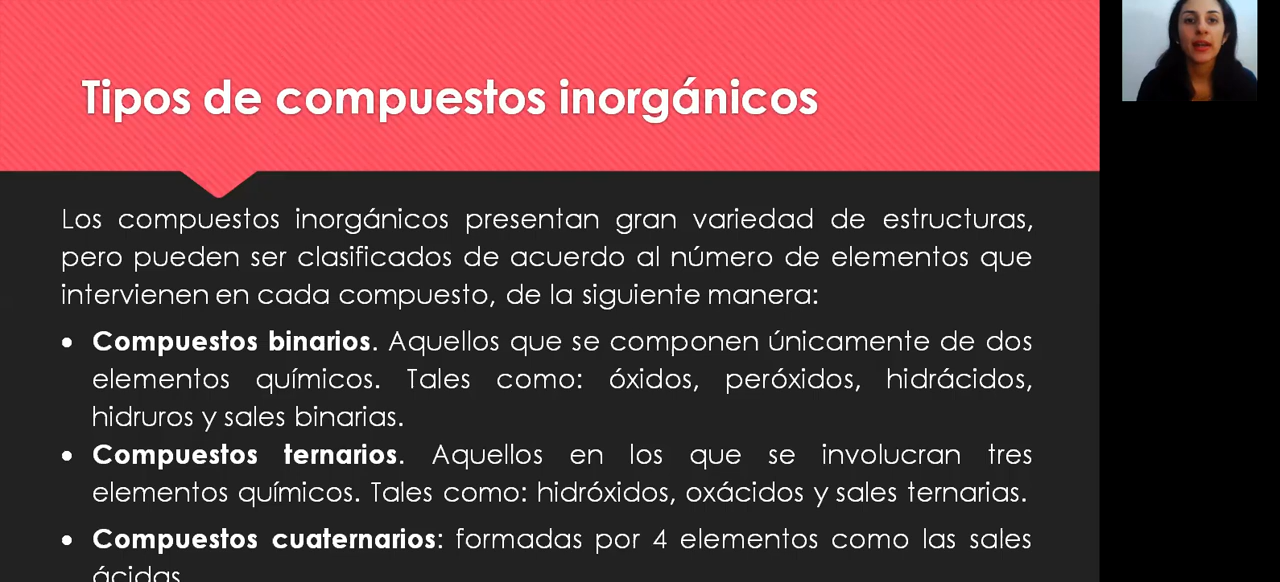 Tipos de compuestos inorgánicos
Los compuestos inorgánicos presentan gran variedad de estructuras,
pero pueden ser clasificados de acuerdo al número de elementos que
intervienen en cada compuesto, de la siguiente manera:
• Compuestos binarios. Aquellos que se componen únicamente de dos
elementos químicos. Tales como: óxidos, peróxidos, hidrácidos,
hidruros y sales binarias.
• Compuestos ternarios. Aquellos en los que se involucran tres
elementos químicos. Tales como: hidróxidos, oxácidos y sales ternarias.
• Compuestos cuaternarios: formadas por 4 elementos como las sales
ácidas